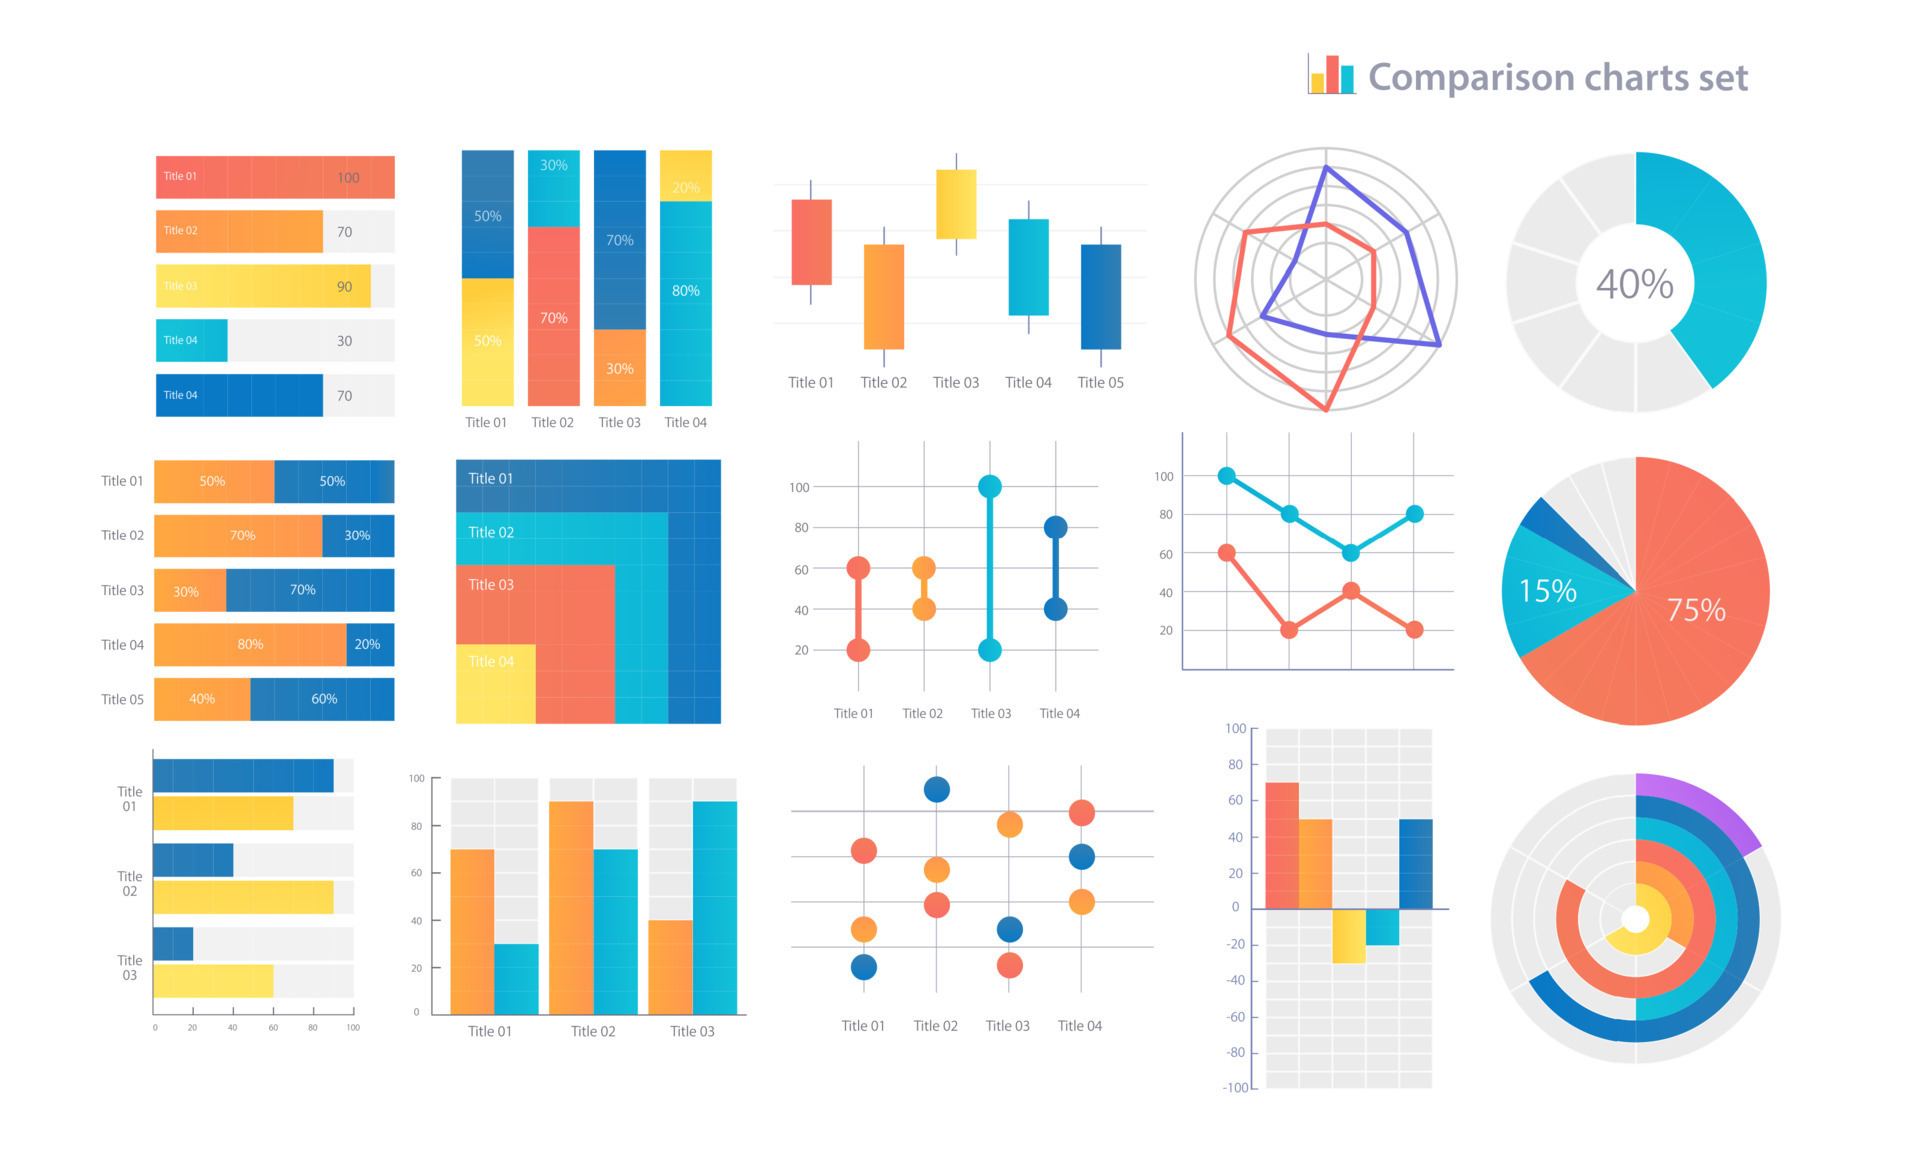 Comparison charts set
Title 01 100
Title 02 70
Title 03 90
Title 04 30
Title 04 70
30%
20%
50%
70%
80%
70%
50%
30%
Title 01 Title 02 Title 03 Title 04
Title 01 Title 02 Title 03 Title 04 Title 05
40%
Title 01 50% 50%
Title 02 70% 30%
Title 03 30% 70%
Title 04 80% 20%
Title 05 40% 60%
Title 01
Title 02
Title 03
Title 04
100
80
60
40
20
Title 01 Title 02 Title 03 Title 04
100
80
60
40
20
15%
75%
Title
01
Title
02
Title
03
0 20 40 60 80 100
100
80
60
40
20
0
Title 01 Title 02 Title 03
Title 01 Title 02 Title 03 Title 04
100
80
60
40
20
0
-20
-40
-60
-80
-100